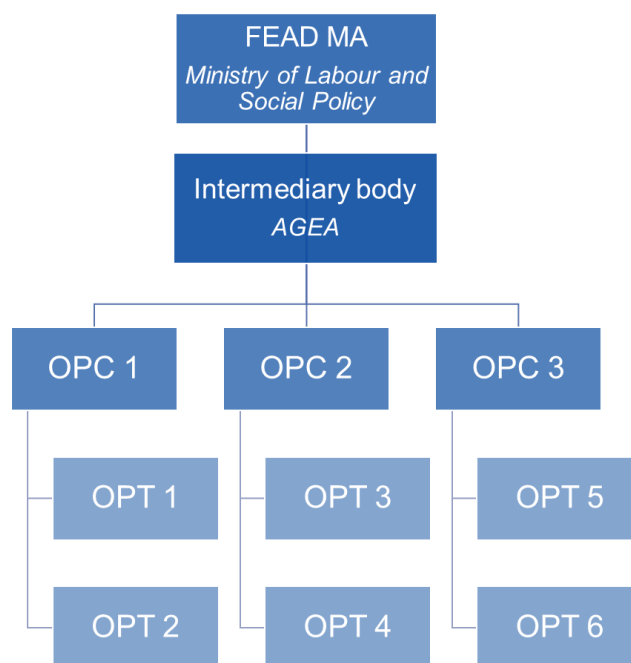 FEAD MA
Ministry of Labour and
Social Policy
Intermediary body
AGEA
OPC 1
OPC 2
OPC 3
OPT 1
OPT 3
OPT 5
OPT 2
OPT 4
OPT 6